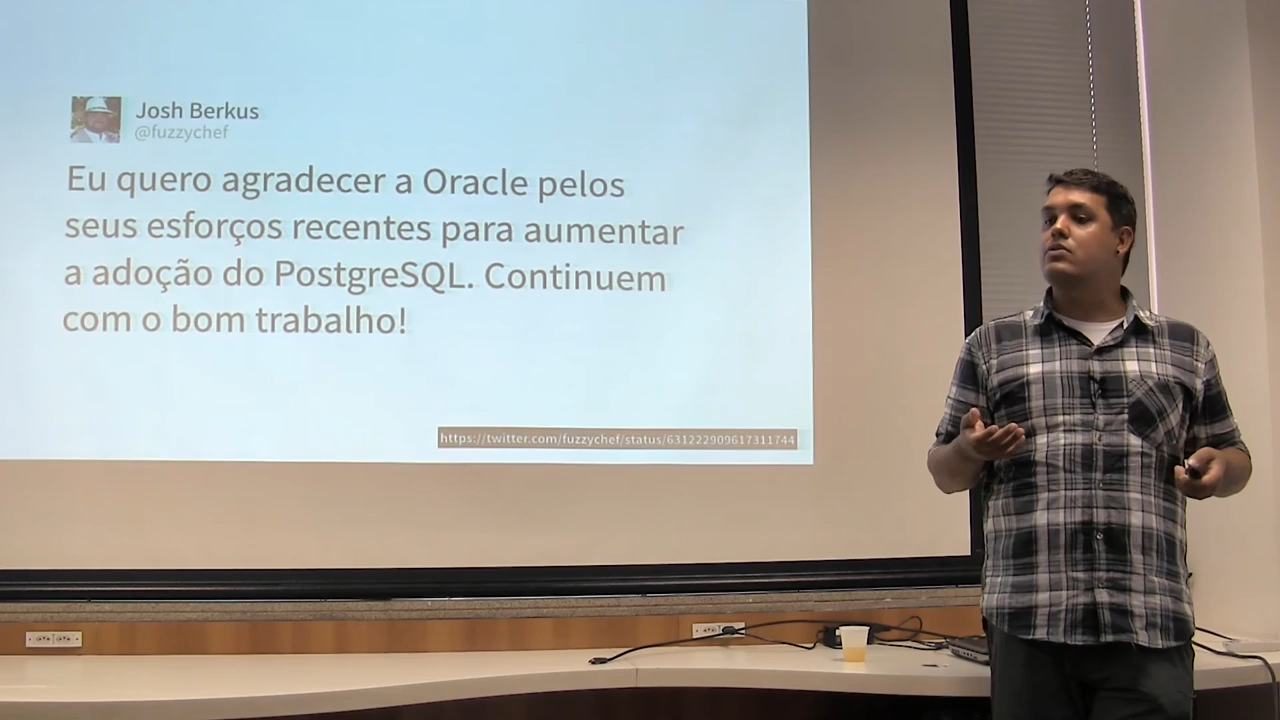 Josh Berkus
@fuzzychef
Eu quero agradecer a Oracle pelos
seus esforços recentes para aumentar
a adoção do PostgreSQL. Continuem
com o bom trabalho!
https://twitter.com/fuzzychef/status/631222909617311744